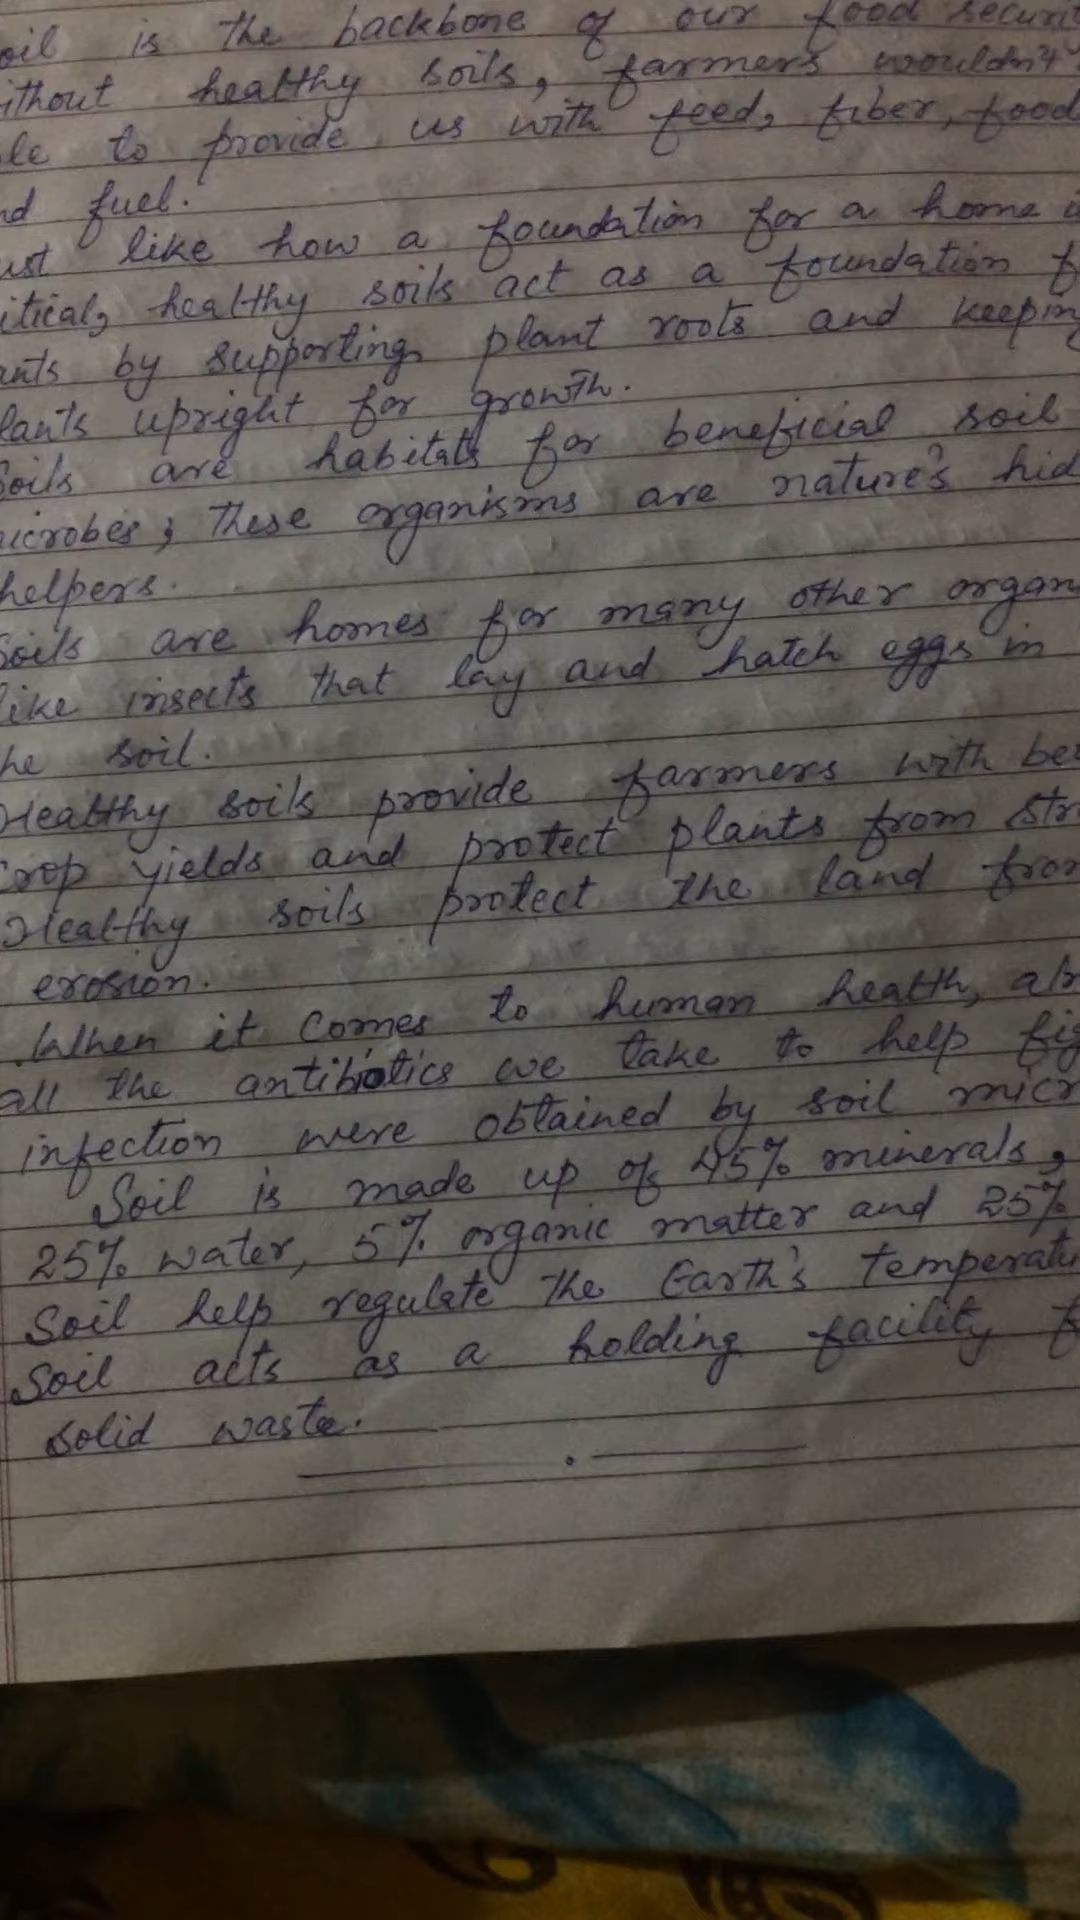 oil is the backbone of our food securi
ithout healthy soils, farmers wouldn't
le to provide us with feed, fiber, food
nd fuel.
ust like how a foundation for a home i
itical, healthy soils act as a foundation f
ants by supporting plant roots and keeping
lants upright for growth.
Soils are habitats for beneficial soil
icrobes; these organisms are nature's hid
helpers.
Soils are homes for many other organ
like insects that lay and hatch eggs in
he soil.
Healthy soils provide farmers with be
crop yields and protect plants from str
Healthy soils protect the land from
erosion.
When it comes to human health, alm
all the antibiotics we take to help fig
infection were obtained by soil micr
Soil is made up of 45% minerals,
25% water, 5% organic matter and 25%
Soil help regulate the Earth's temperatu
Soil acts as a holding facility f
solid waste.